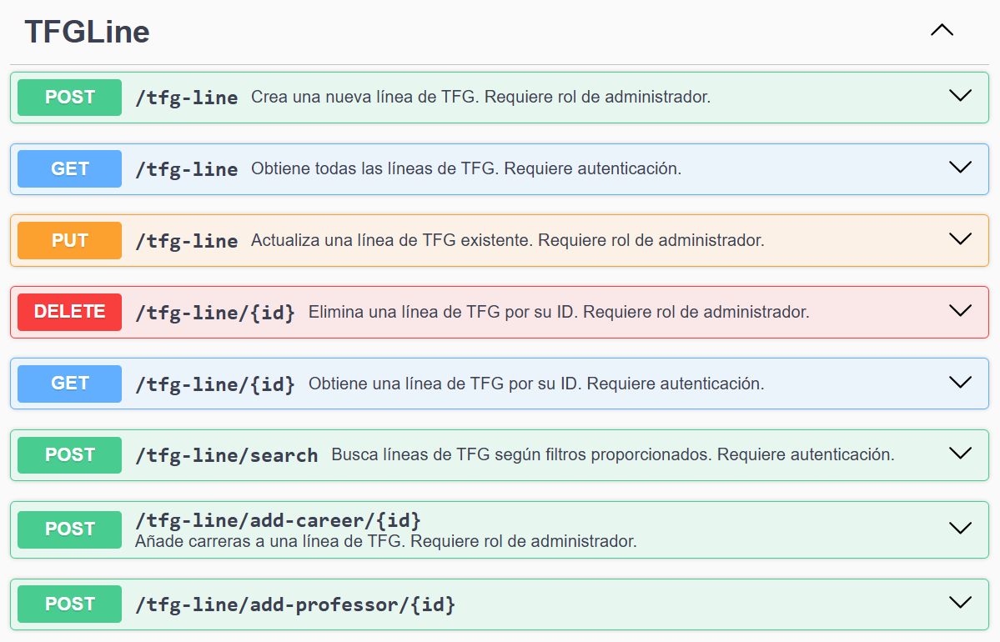 TFGLine
POST /tfg-line Crea una nueva línea de TFG. Requiere rol de administrador.
GET /tfg-line Obtiene todas las líneas de TFG. Requiere autenticación.
PUT /tfg-line Actualiza una línea de TFG existente. Requiere rol de administrador.
DELETE /tfg-line/{id} Elimina una línea de TFG por su ID. Requiere rol de administrador.
GET /tfg-line/{id} Obtiene una línea de TFG por su ID. Requiere autenticación.
POST /tfg-line/search Busca líneas de TFG según filtros proporcionados. Requiere autenticación.
POST /tfg-line/add-career/{id}
Añade carreras a una línea de TFG. Requiere rol de administrador.
POST /tfg-line/add-professor/{id}